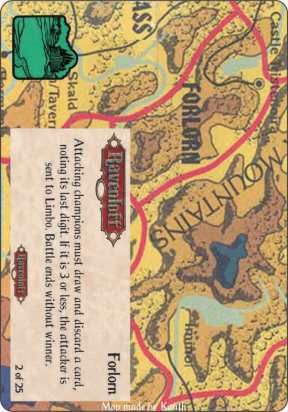 ASS
Castle
Skald
FORLORN
MOUNTAINS
Forlorn
Ravenloft
Attacking champions must draw and discard a card,
noting its last digit. If it is 3 or less, the attacker is
sent to Limbo. Battle ends without winner.
Ravenloft
2 of 25
made by